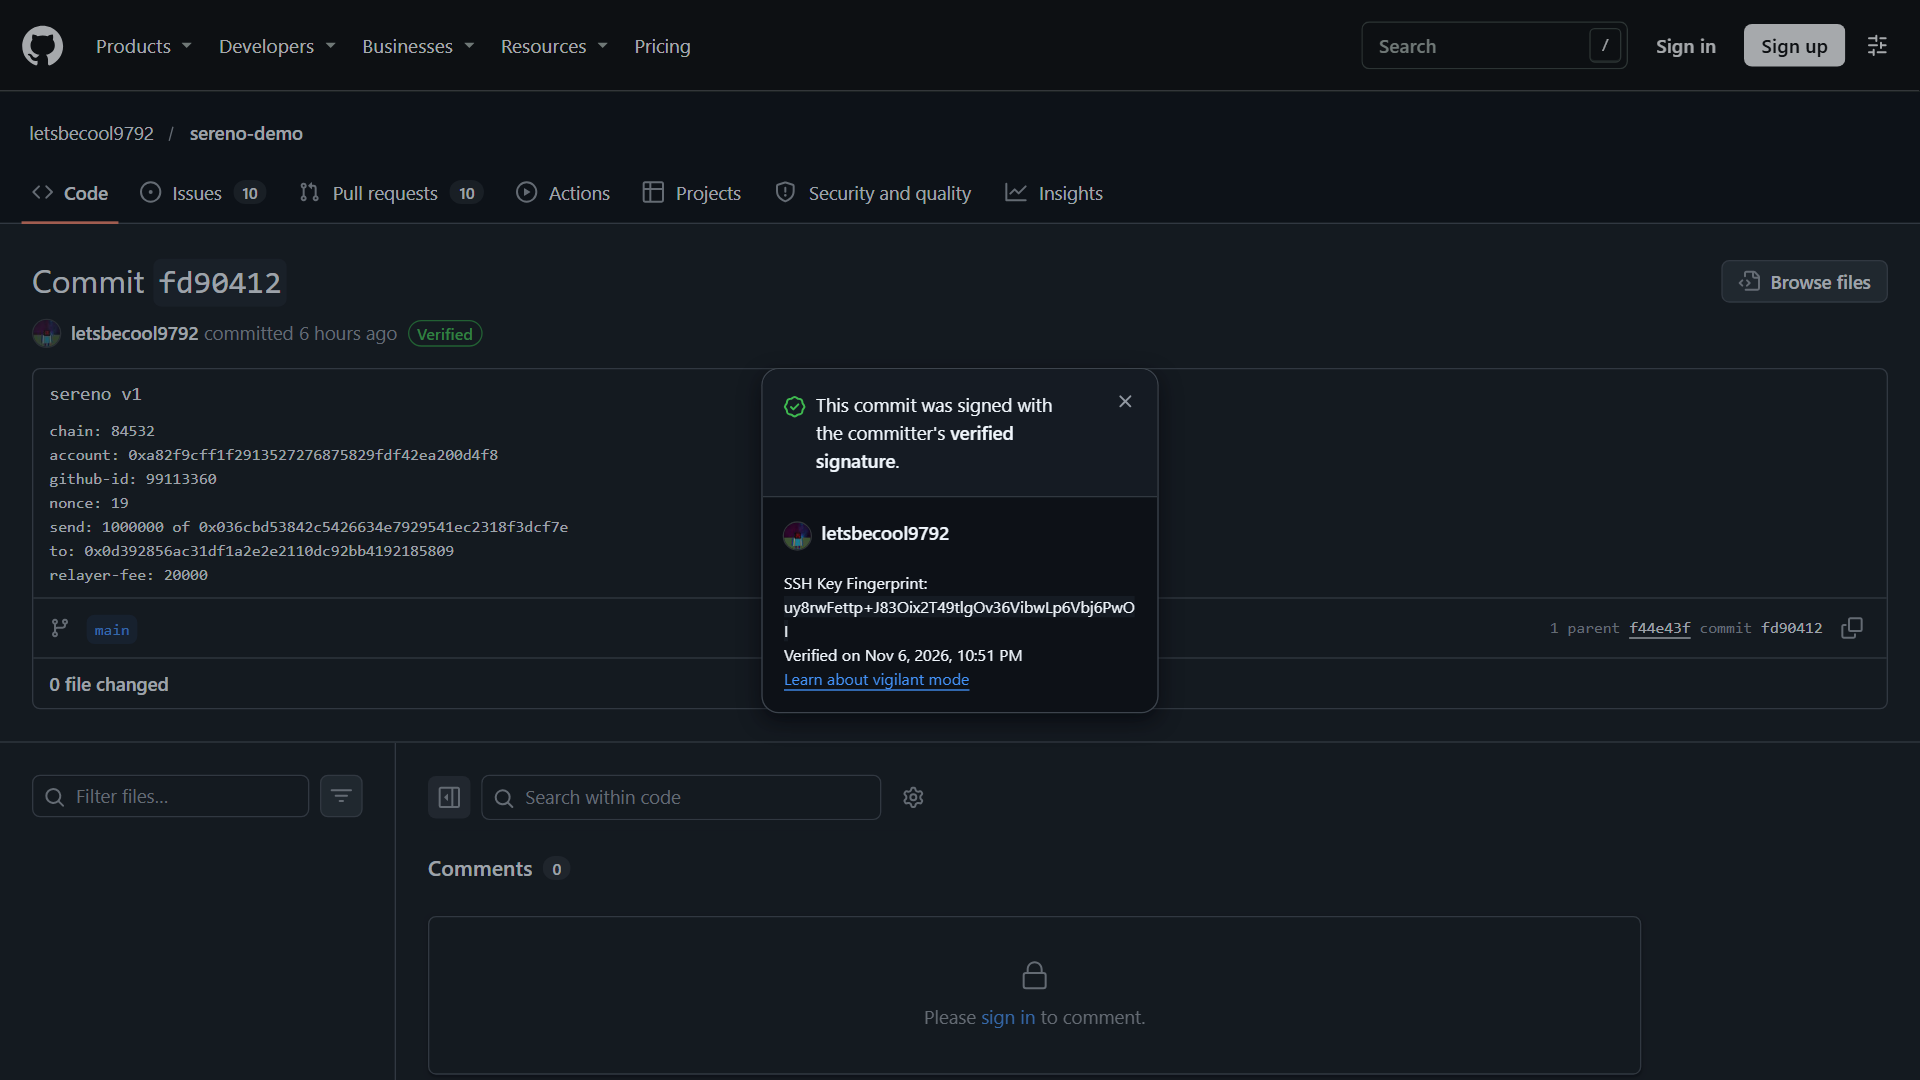 Products
Developers
Businesses
Resources
Pricing
Search
/
Sign in
Sign up
letsbecool9792 / sereno-demo
Code
Issues 10
Pull requests 10
Actions
Projects
Security and quality
Insights
Commit fd90412
Browse files
letsbecool9792 committed 6 hours ago Verified
sereno v1
chain: 84532
account: 0xa82f9cff1f2913527276875829fdf42ea200d4f8
github-id: 99113360
nonce: 19
send: 1000000 of 0x036cbd53842c5426634e7929541ec2318f3dcf7e
to: 0x0d392856ac31df1a2e2e2110dc92bb4192185809
relayer-fee: 20000
This commit was signed with
the committer's verified
signature.
letsbecool9792
SSH Key Fingerprint:
uy8rwFettp+J83Oix2T49tlgOv36VibwLp6Vbj6PwO
I
Verified on Nov 6, 2026, 10:51 PM
Learn about vigilant mode
main
1 parent f44e43f commit fd90412
0 file changed
Filter files...
Search within code
Comments 0
Please sign in to comment.